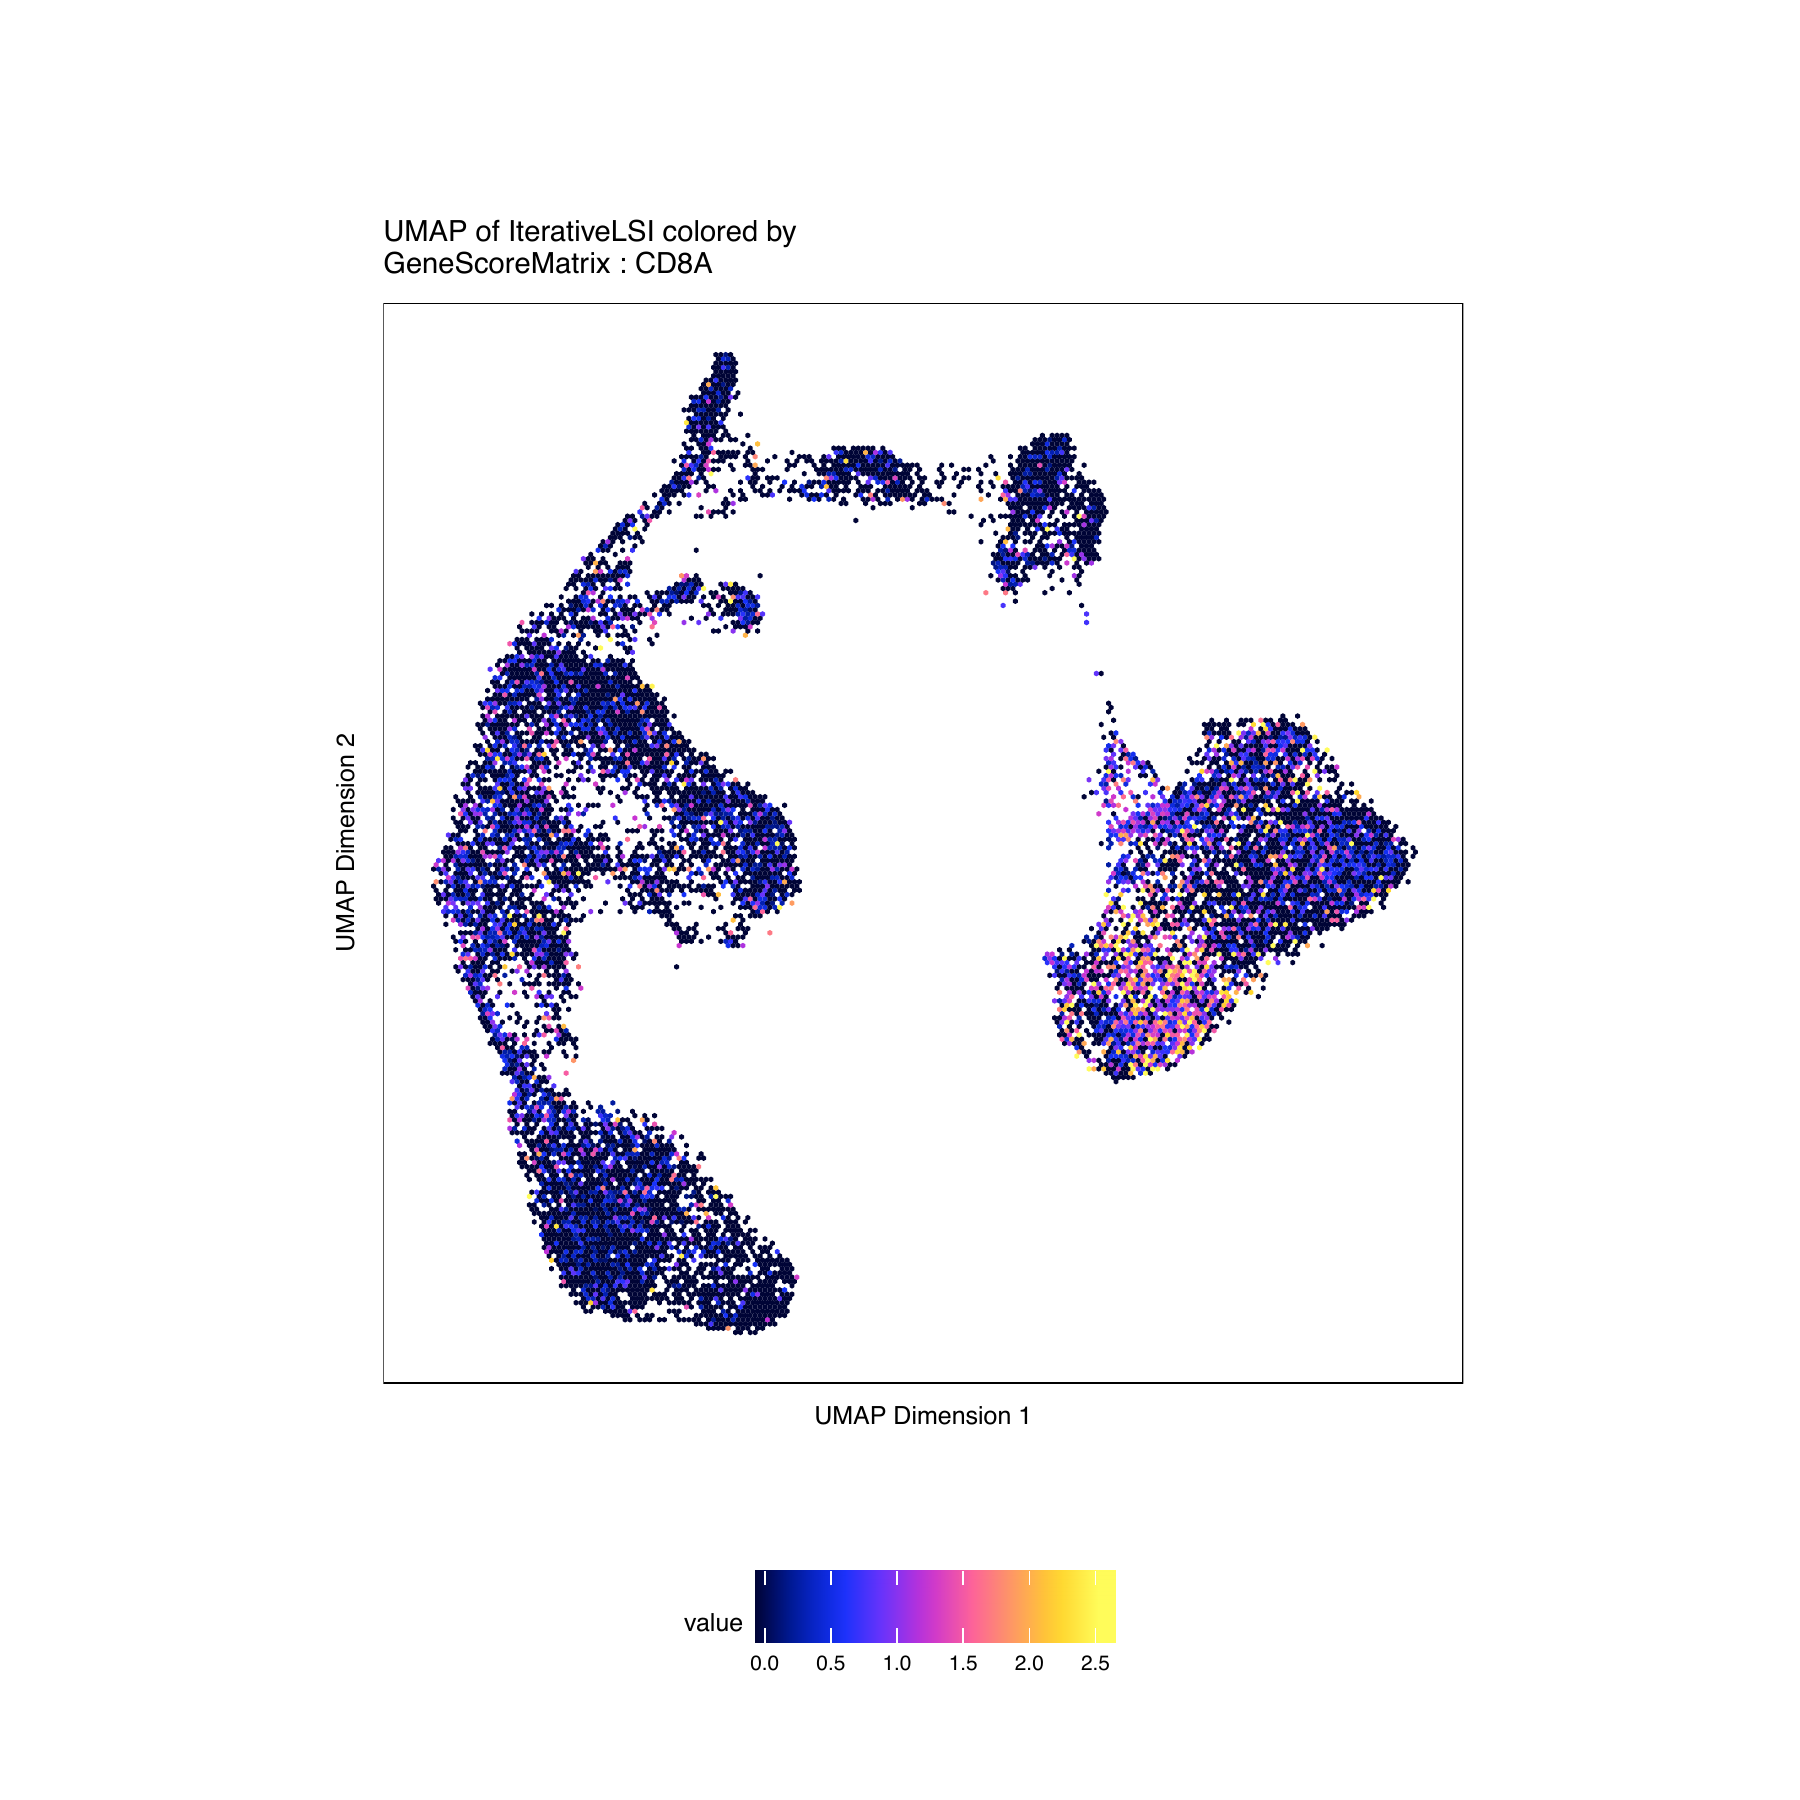 UMAP of IterativeLSI colored by
GeneScoreMatrix : CD8A
UMAP Dimension 2
UMAP Dimension 1
value
0.0 0.5 1.0 1.5 2.0 2.5